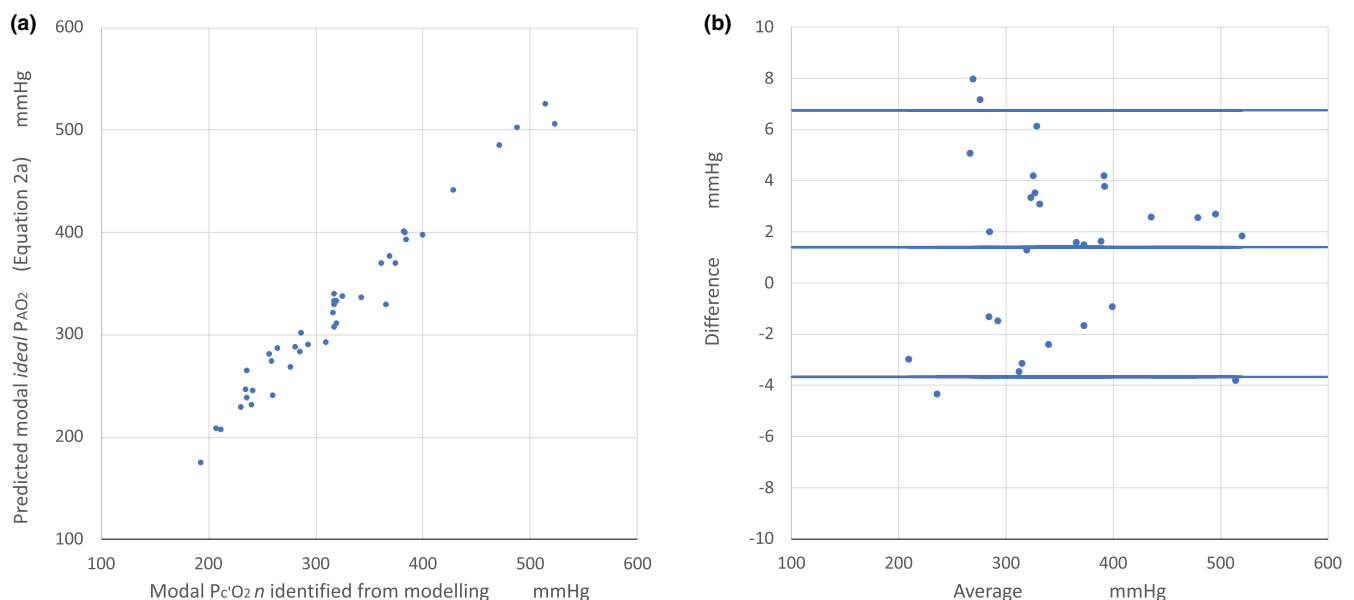 (a)
600
500
400
300
200
100
Predicted modal ideal PAO2 (Equation 2a) mmHg
100 200 300 400 500 600
Modal Pc'O2 n identified from modelling mmHg
(b)
10
8
6
4
2
0
-2
-4
-6
-8
-10
Difference mmHg
100 200 300 400 500 600
Average mmHg